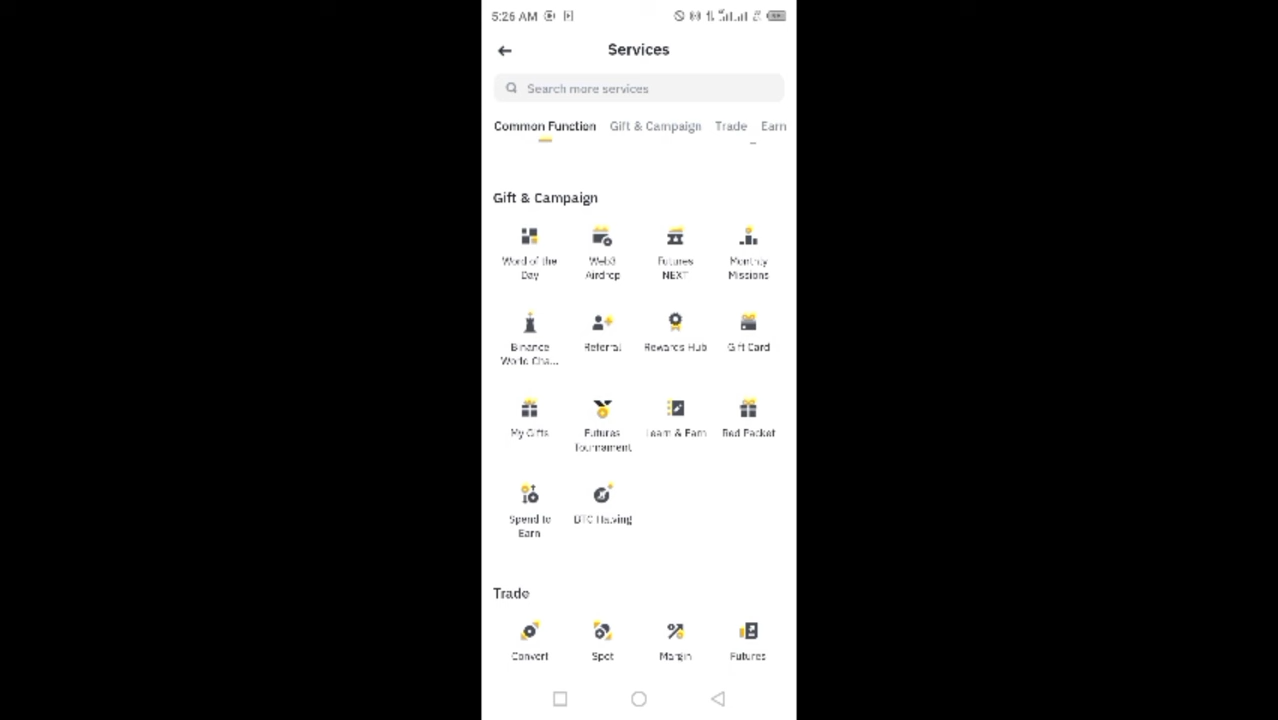 5:26 AM
Services
Search more services
Common Function Gift & Campaign Trade Earn
Gift & Campaign
Word of the Web3 Futures Monthly
Day Airdrop NEXT Missions
Binance Referral Rewards Hub Gift Card
World Cha...
My Gifts Futures Learn & Earn Red Packet
Tournament
Spend to BTC Halving
Earn
Trade
Convert Spot Margin Futures